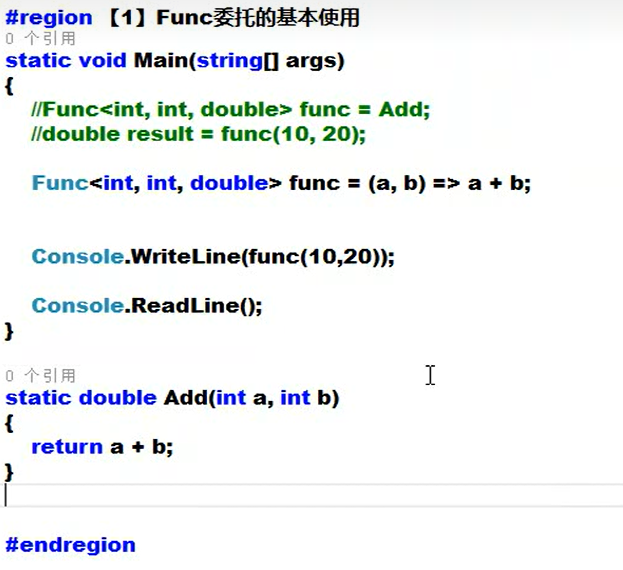 #region 【1】Func委托的基本使用
0 个引用
static void Main(string[] args)
{
//Func<int, int, double> func = Add;
//double result = func(10, 20);
Func<int, int, double> func = (a, b) => a + b;
Console.WriteLine(func(10,20));
Console.ReadLine();
}
0 个引用
static double Add(int a, int b)
{
return a + b;
}
#endregion